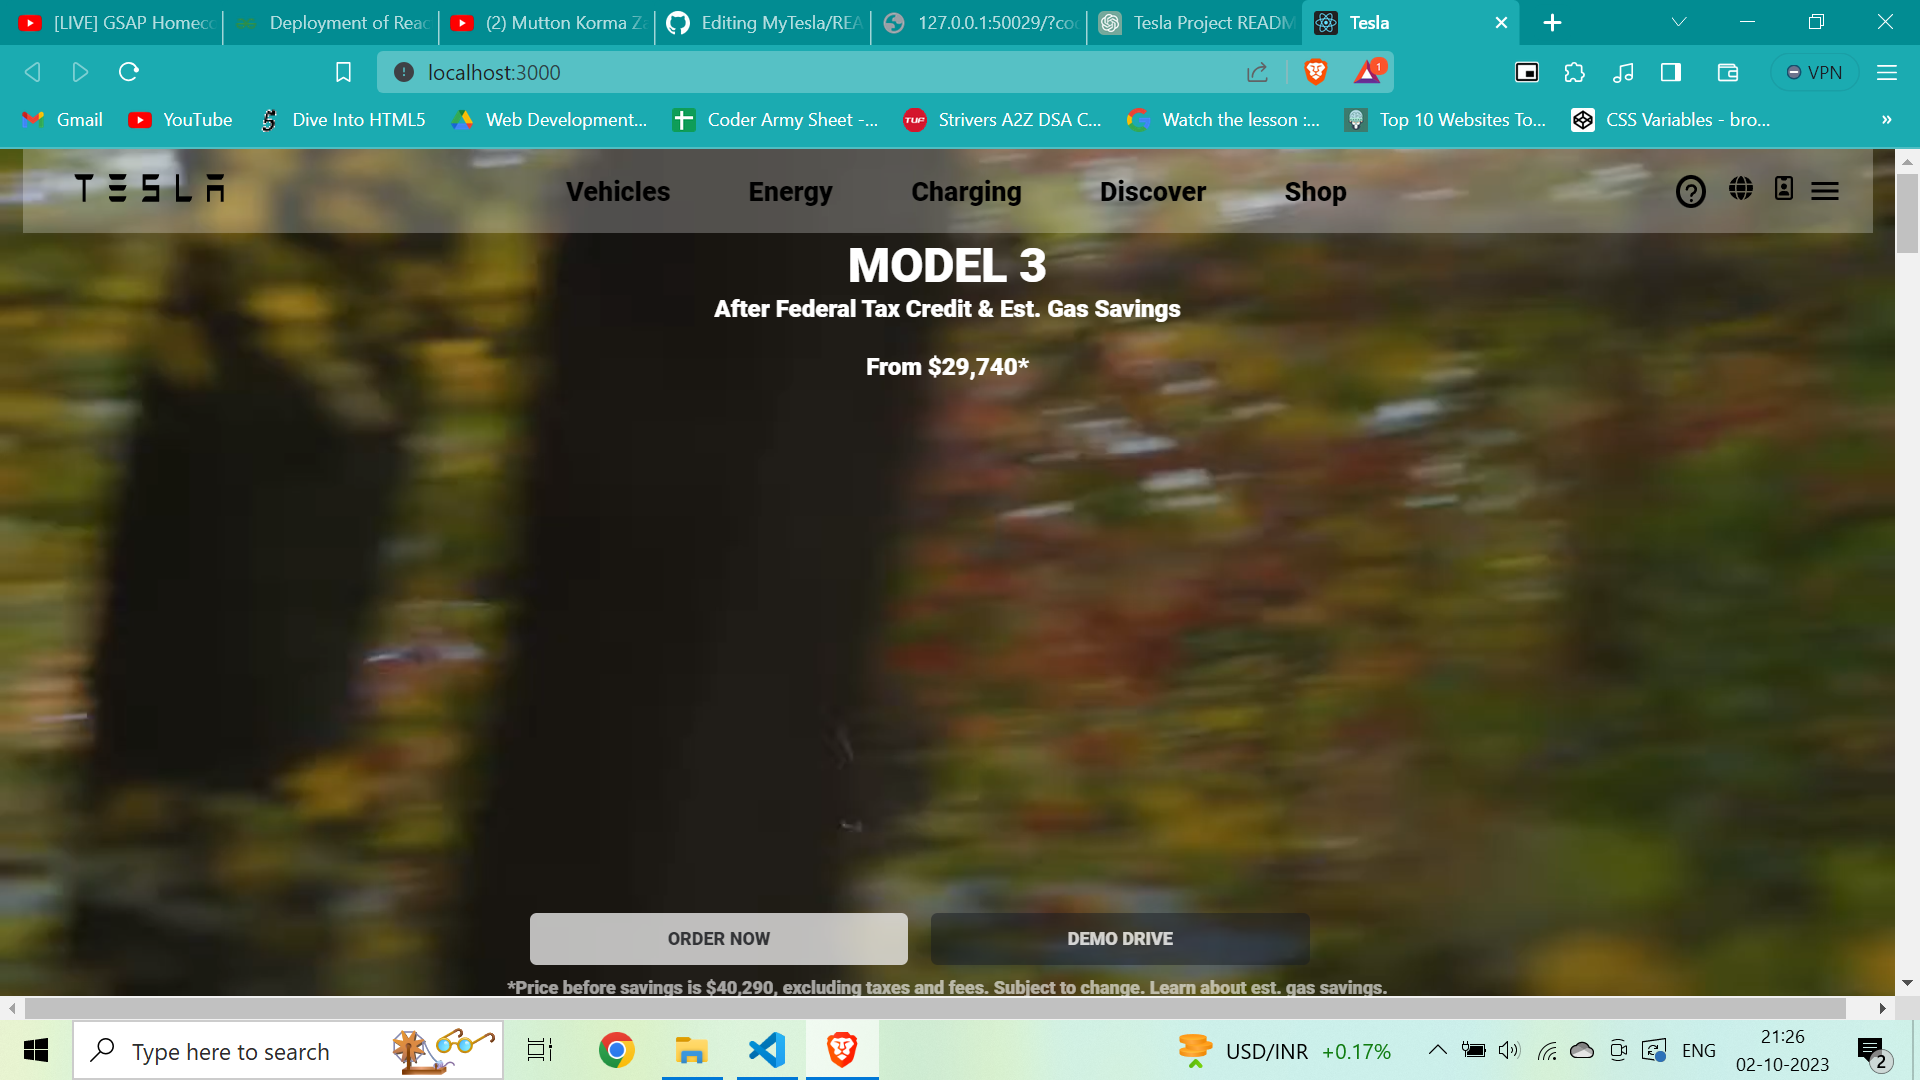 [LIVE] GSAP Homec
Deployment of Reac
(2) Mutton Korma Za
Editing MyTesla/REA
127.0.0.1:50029/?coc
Tesla Project READM
Tesla
localhost:3000
1
VPN
Gmail
YouTube
Dive Into HTML5
Web Development...
Coder Army Sheet -...
TUF
Strivers A2Z DSA C...
Watch the lesson :...
Top 10 Websites To...
CSS Variables - bro...
»
TESLA
Vehicles
Energy
Charging
Discover
Shop
MODEL 3
After Federal Tax Credit & Est. Gas Savings
From $29,740*
ORDER NOW
DEMO DRIVE
*Price before savings is $40,290, excluding taxes and fees. Subject to change. Learn about est. gas savings.
Type here to search
USD/INR +0.17%
ENG
21:26
02-10-2023
2